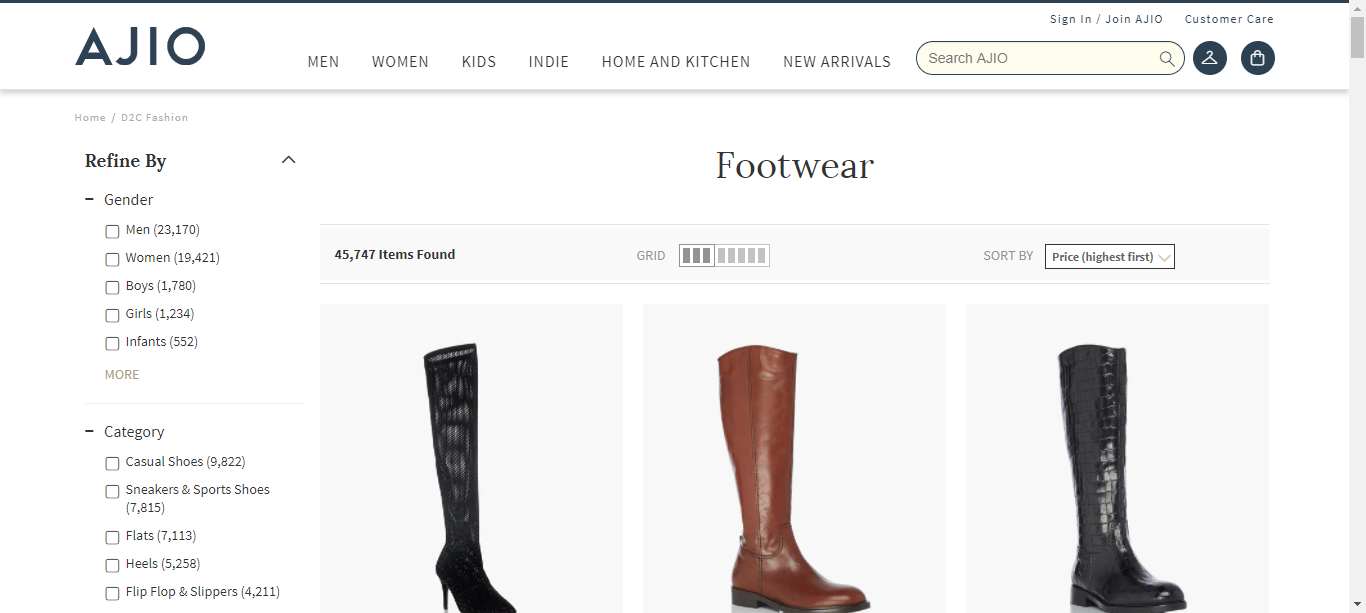 Sign In / Join AJIO
Customer Care
AJIO
MEN
WOMEN
KIDS
INDIE
HOME AND KITCHEN
NEW ARRIVALS
Search AJIO
Home / D2C Fashion
Refine By
Footwear
Gender
Men (23,170)
Women (19,421)
Boys (1,780)
Girls (1,234)
Infants (552)
MORE
45,747 Items Found
GRID
SORT BY
Price (highest first)
Category
Casual Shoes (9,822)
Sneakers & Sports Shoes
(7,815)
Flats (7,113)
Heels (5,258)
Flip Flop & Slippers (4,211)